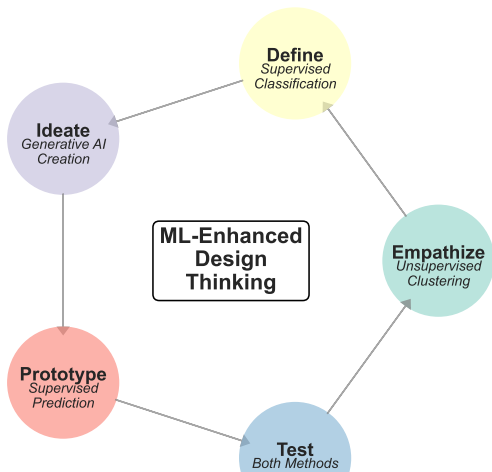 Define
Supervised
Classification
Ideate
Generative AI
Creation
ML-Enhanced
Design
Thinking
Empathize
Unsupervised
Clustering
Prototype
Supervised
Prediction
Test
Both Methods